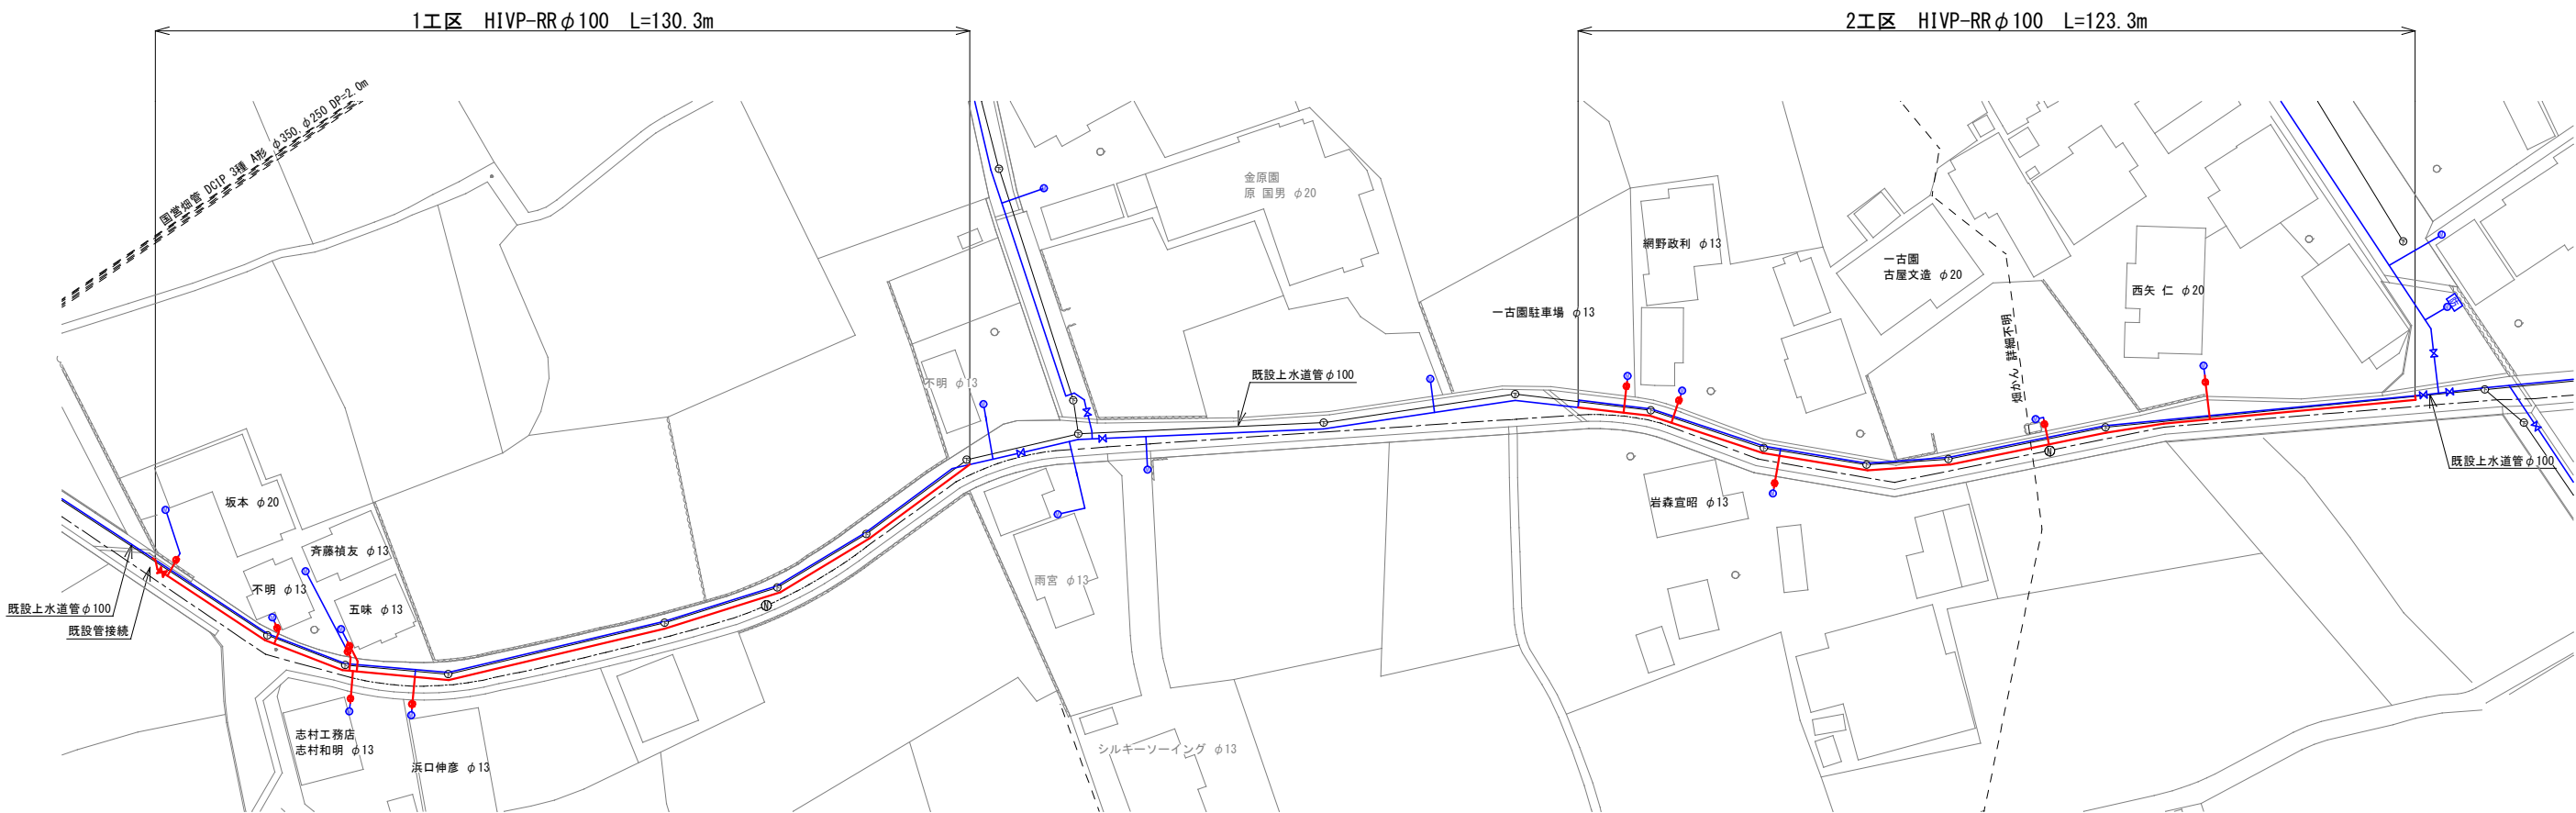 1工区 HIVP-RRφ100 L=130.3m
2工区 HIVP-RRφ100 L=123.3m
国営畑管 DCIP 3種 A形 φ350,φ250 DP=2.0m
金原園
原 国男 φ20
網野政利 φ13
一古園
古屋文造 φ20
西矢 仁 φ20
一古園駐車場 φ13
畑かん 詳細不明
不明 φ13
既設上水道管φ100
既設上水道管φ100
坂本 φ20
斉藤禎友 φ13
不明 φ13
五味 φ13
岩森宣昭 φ13
雨宮 φ13
既設上水道管φ100
既設管接続
志村工務店
志村和明 φ13
浜口伸彦 φ13
シルキーソーイング φ13